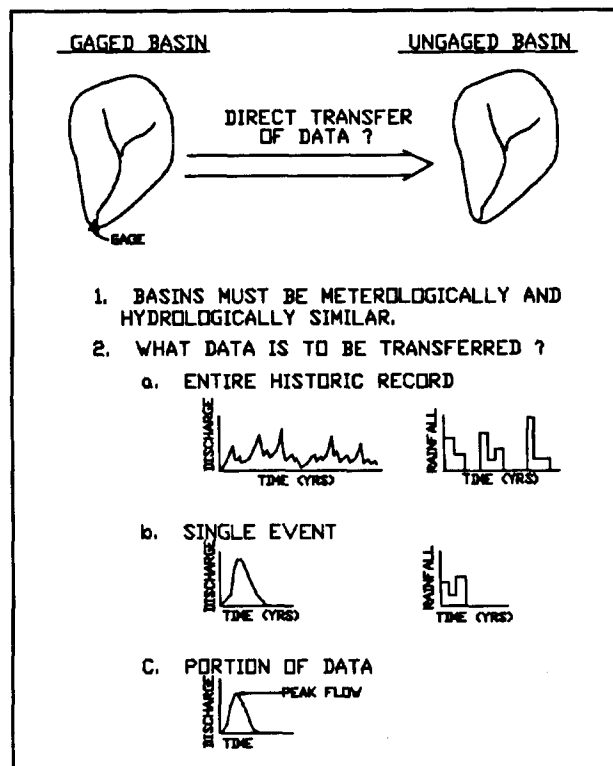 GAGED BASIN
UNGAGED BASIN
DIRECT TRANSFER
OF DATA ?
GAGE
1. BASINS MUST BE METEROLOGICALLY AND
HYDROLOGICALLY SIMILAR.
2. WHAT DATA IS TO BE TRANSFERRED ?
a. ENTIRE HISTORIC RECORD
DISCHARGE
TIME (YRS)
RAINFALL
TIME (YRS)
b. SINGLE EVENT
DISCHARGE
TIME (YRS)
RAINFALL
TIME (YRS)
C. PORTION OF DATA
DISCHARGE
PEAK FLOW
TIME